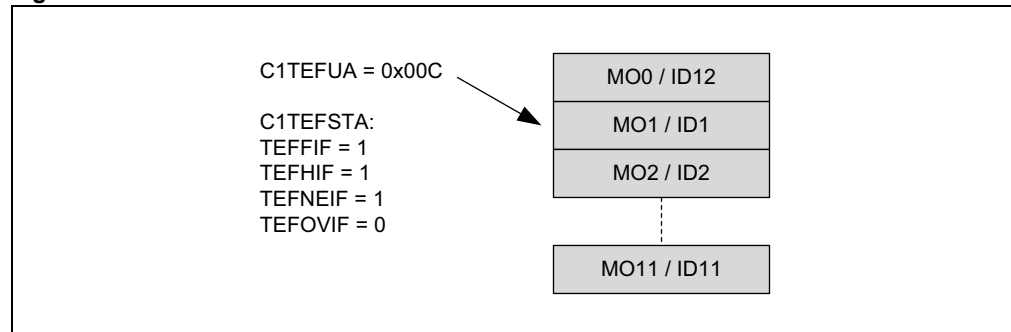 C1TEFUA = 0x00C
C1TEFSTA:
TEFFIF = 1
TEFHIF = 1
TEFNEIF = 1
TEFOVIF = 0
MO0 / ID12
MO1 / ID1
MO2 / ID2
MO11 / ID11